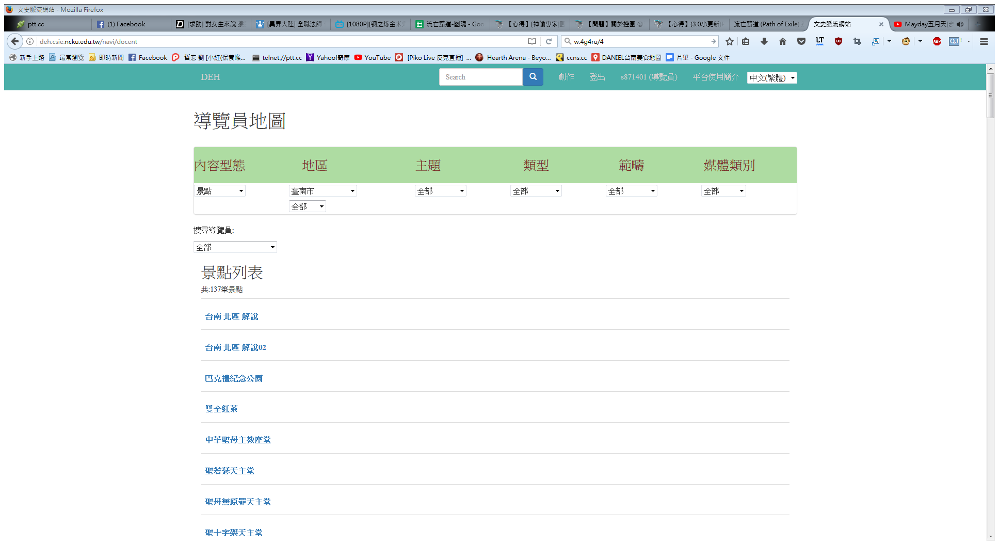 文史脈流網站 - Mozilla Firefox
ptt.cc
(1) Facebook
[求助] 對女生來說 接
[異界大陸] 全職法師
[1080P][钢之炼金术
流亡黯道-幽魂 - Goo
【心得】[神諭專家]
【問題】關於控圖 @
【心得】(3.0小更新)
流亡黯道 (Path of Exile)
文史脈流網站
Mayday五月天[
deh.csie.ncku.edu.tw/navi/docent
w.4g4ru/4
新手上路
最常瀏覽
即時新聞
Facebook
哲宏 劉 [小紅(保養喉...
telnet://ptt.cc
Yahoo!奇摩
YouTube
[Piko Live 皮克直播] ...
Hearth Arena - Beyo...
ccns.cc
DANIEL台南美食地圖
片單 - Google 文件
DEH
Search
創作
登出
s871401 (導覽員)
平台使用簡介
中文(繁體)
導覽員地圖
內容型態 地區 主題 類型 範疇 媒體類別
景點 臺南市 全部 全部 全部 全部
全部
搜尋導覽員:
全部
景點列表
共:137筆景點
台南 北區 解說
台南 北區 解說02
巴克禮紀念公園
雙全紅茶
中華聖母主教座堂
聖若瑟天主堂
聖母無原罪天主堂
聖十字架天主堂